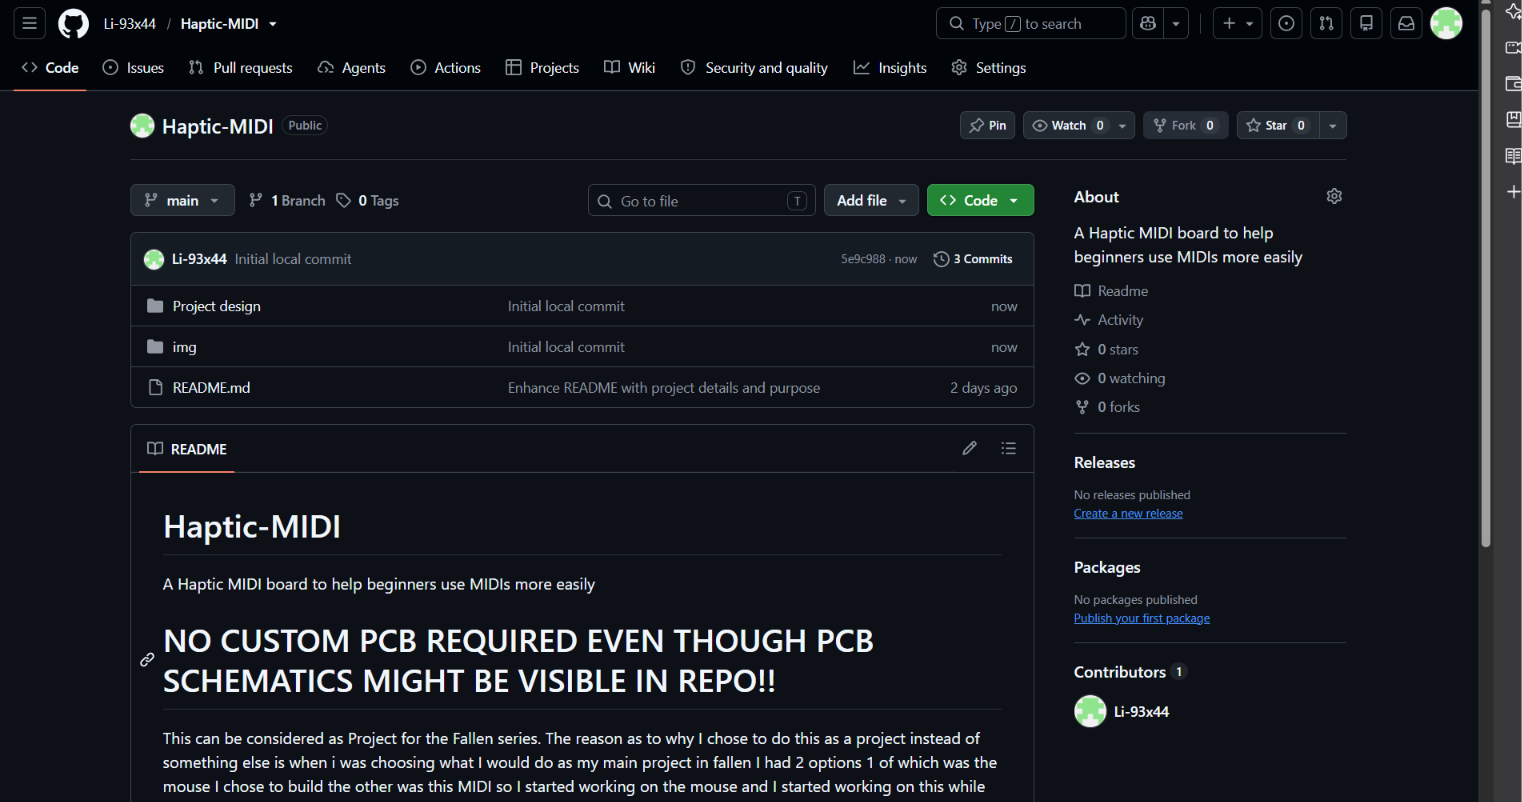 Li-93x44 / Haptic-MIDI
Type / to search
Code Issues Pull requests Agents Actions Projects Wiki Security and quality Insights Settings
Haptic-MIDI Public
Pin Watch 0 Fork 0 Star 0
main 1 Branch 0 Tags
Go to file T
Add file Code
Li-93x44 Initial local commit 5e9c988 · now 3 Commits
Project design Initial local commit now
img Initial local commit now
README.md Enhance README with project details and purpose 2 days ago
README
Haptic-MIDI
A Haptic MIDI board to help beginners use MIDIs more easily
NO CUSTOM PCB REQUIRED EVEN THOUGH PCB
SCHEMATICS MIGHT BE VISIBLE IN REPO!!
This can be considered as Project for the Fallen series. The reason as to why I chose to do this as a project instead of
something else is when i was choosing what I would do as my main project in fallen I had 2 options 1 of which was the
mouse I chose to build the other was this MIDI so I started working on the mouse and I started working on this while
About
A Haptic MIDI board to help
beginners use MIDIs more easily
Readme
Activity
0 stars
0 watching
0 forks
Releases
No releases published
Create a new release
Packages
No packages published
Publish your first package
Contributors 1
Li-93x44